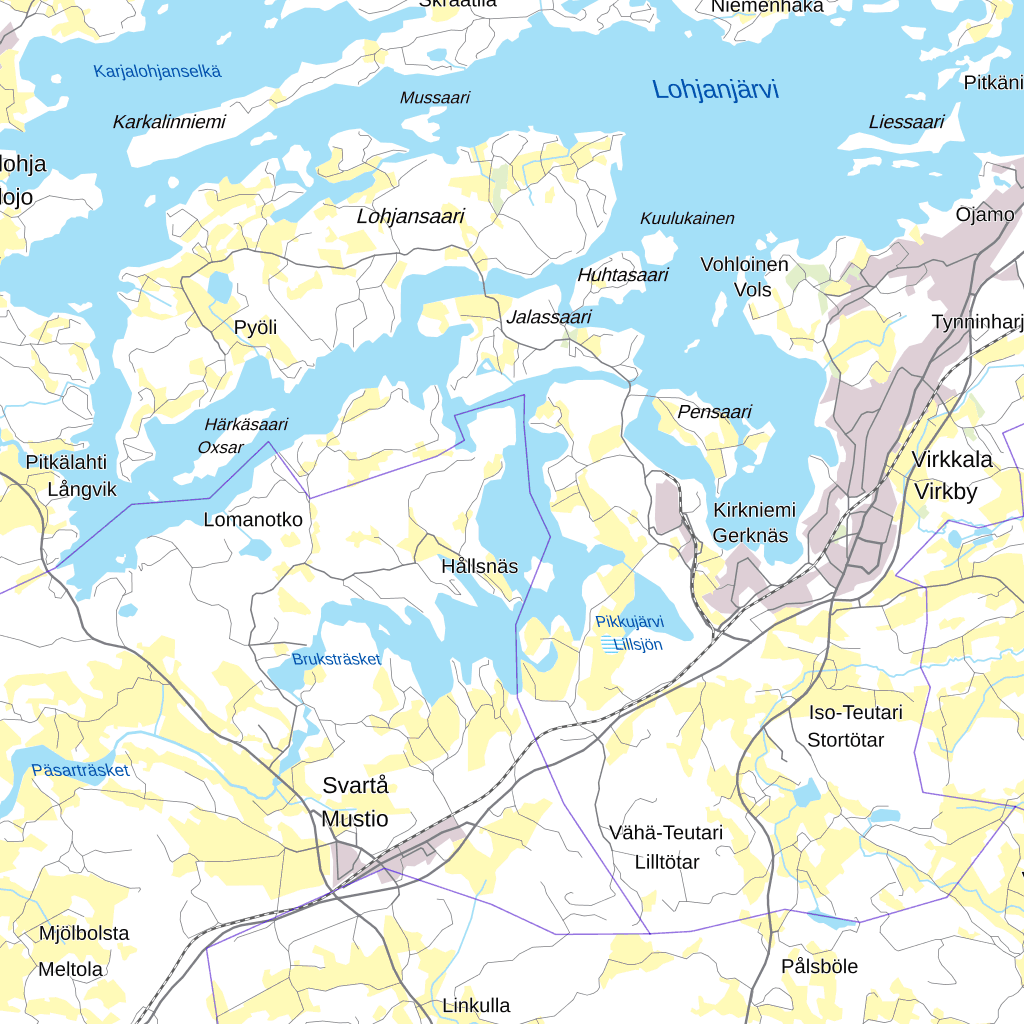 Skraatila
Niemenhaka
Karjalohjanselkä
Lohjanjärvi
Pitkäni
Mussaari
Karkalinniemi
Liessaari
lohja
lojo
Lohjansaari
Kuulukainen
Ojamo
Vohloinen
Vols
Huhtasaari
Jalassaari
Pyöli
Tynninharj
Härkäsaari
Oxsar
Pensaari
Pitkälahti
Långvik
Virkkala
Virkby
Lomanotko
Kirkniemi
Gerknäs
Hållsnäs
Pikkujärvi
Lillsjön
Bruksträsket
Iso-Teutari
Stortötar
Päsarträsket
Svartå
Mustio
Vähä-Teutari
Lilltötar
Mjölbolsta
Meltola
Pålsböle
Linkulla